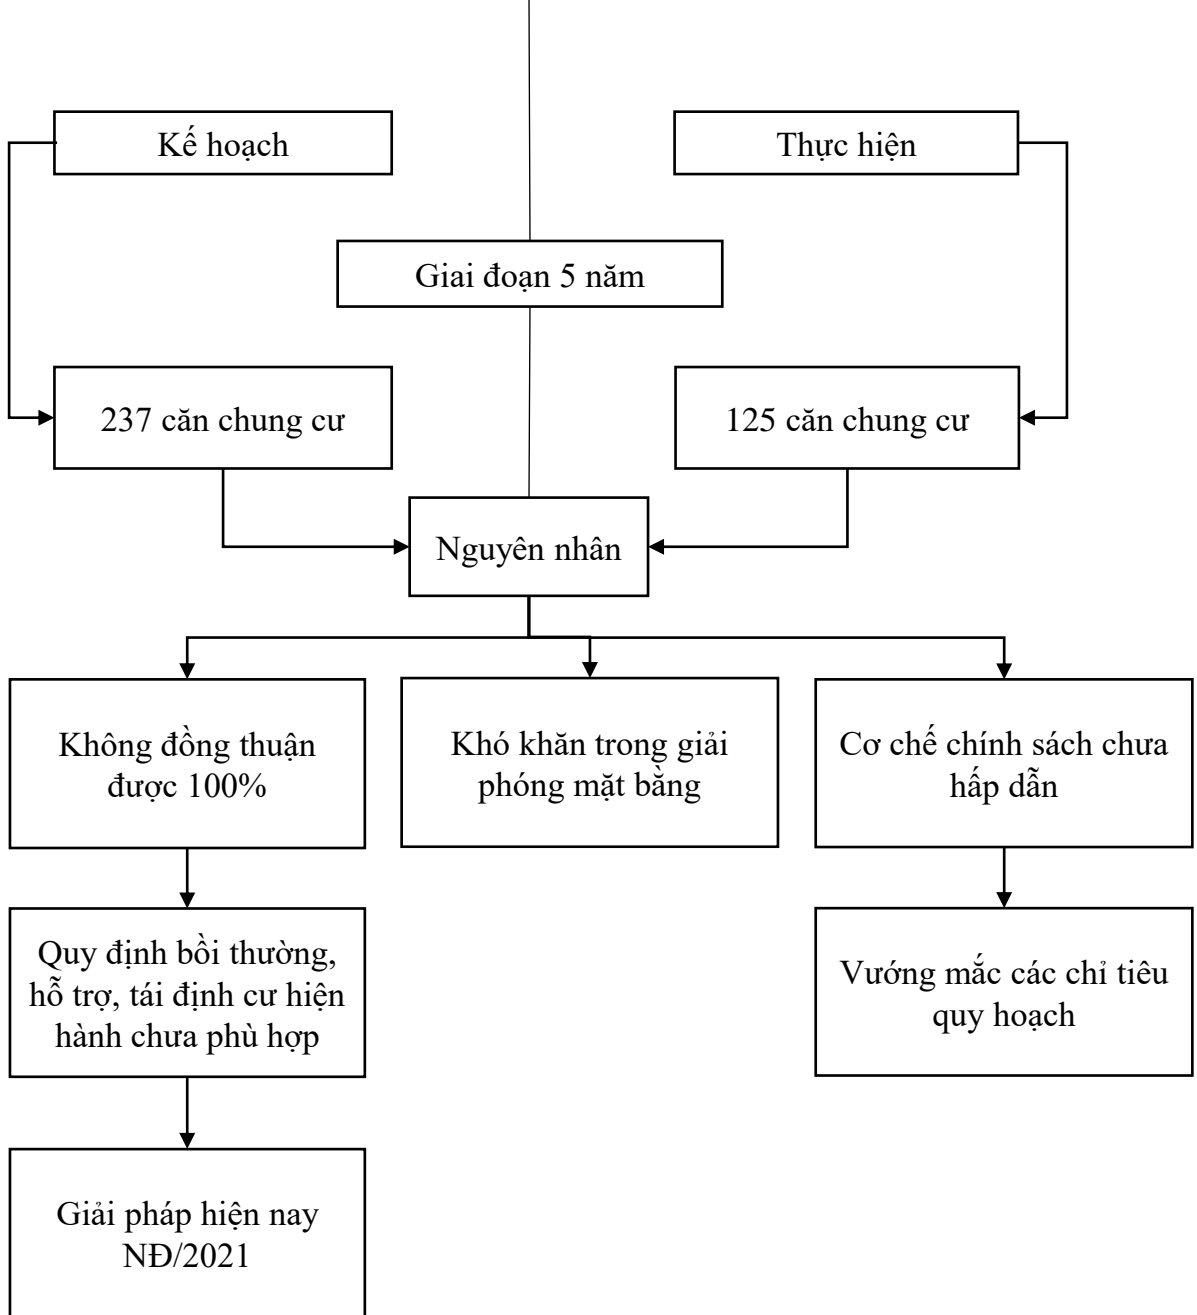 Kế hoạch
Thực hiện
Giai đoạn 5 năm
237 căn chung cư
125 căn chung cư
Nguyên nhân
Không đồng thuận
được 100%
Khó khăn trong giải
phóng mặt bằng
Cơ chế chính sách chưa
hấp dẫn
Quy định bồi thường,
hỗ trợ, tái định cư hiện
hành chưa phù hợp
Vướng mắc các chỉ tiêu
quy hoạch
Giải pháp hiện nay
NĐ/2021